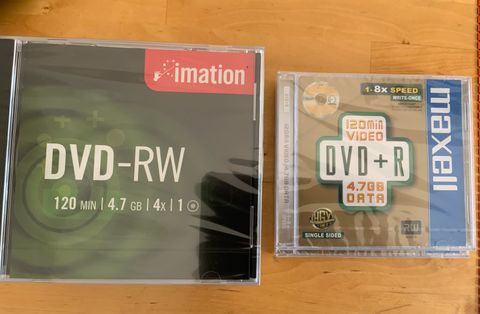 imation
DVD-RW
120 MIN | 4.7 GB | 4x | 1
1-8x SPEED
WRITE-ONCE
120min
VIDEO
DVD+R
4.7GB
DATA
SINGLE SIDED
RW
maxell